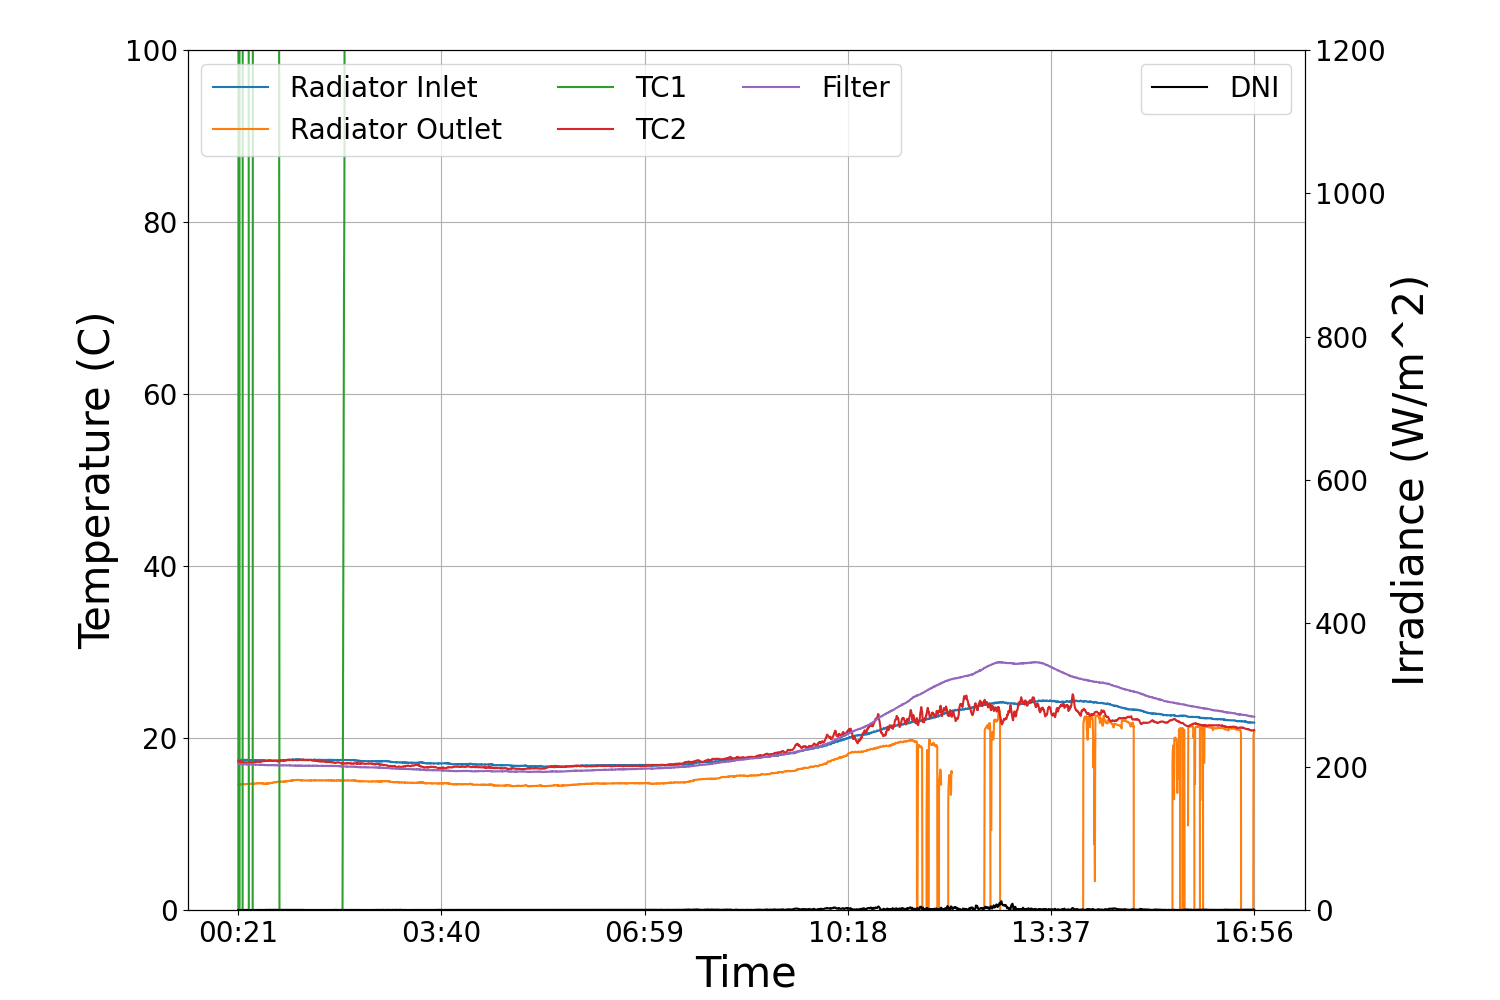 100
80
60
40
20
0
Temperature (C)
Radiator Inlet
Radiator Outlet
TC1
TC2
Filter
DNI
1200
1000
800
600
400
200
0
Irradiance (W/m^2)
00:21 03:40 06:59 10:18 13:37 16:56
Time